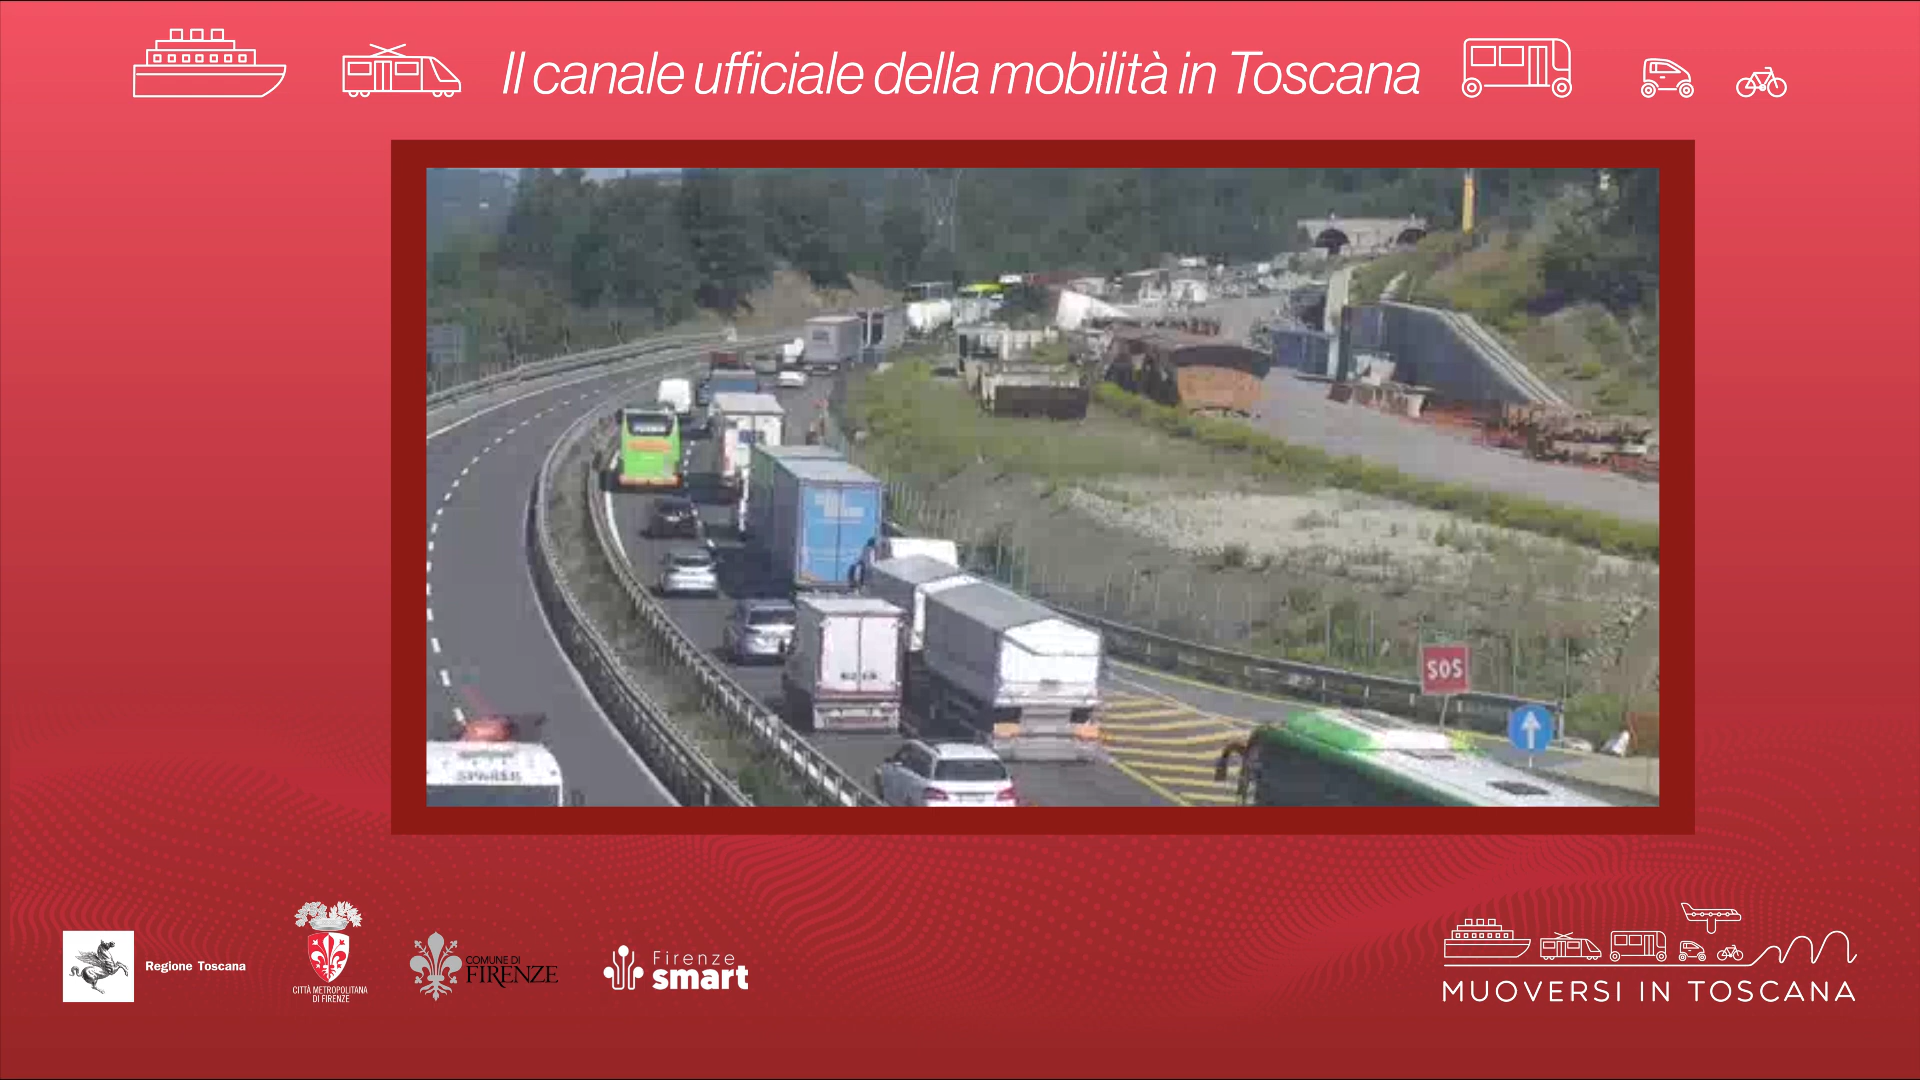 Il canale ufficiale della mobilità in Toscana
SOS
Regione Toscana
CITTÀ METROPOLITANA
DI FIRENZE
COMUNE DI
FIRENZE
Firenze
smart
MUOVERSI IN TOSCANA